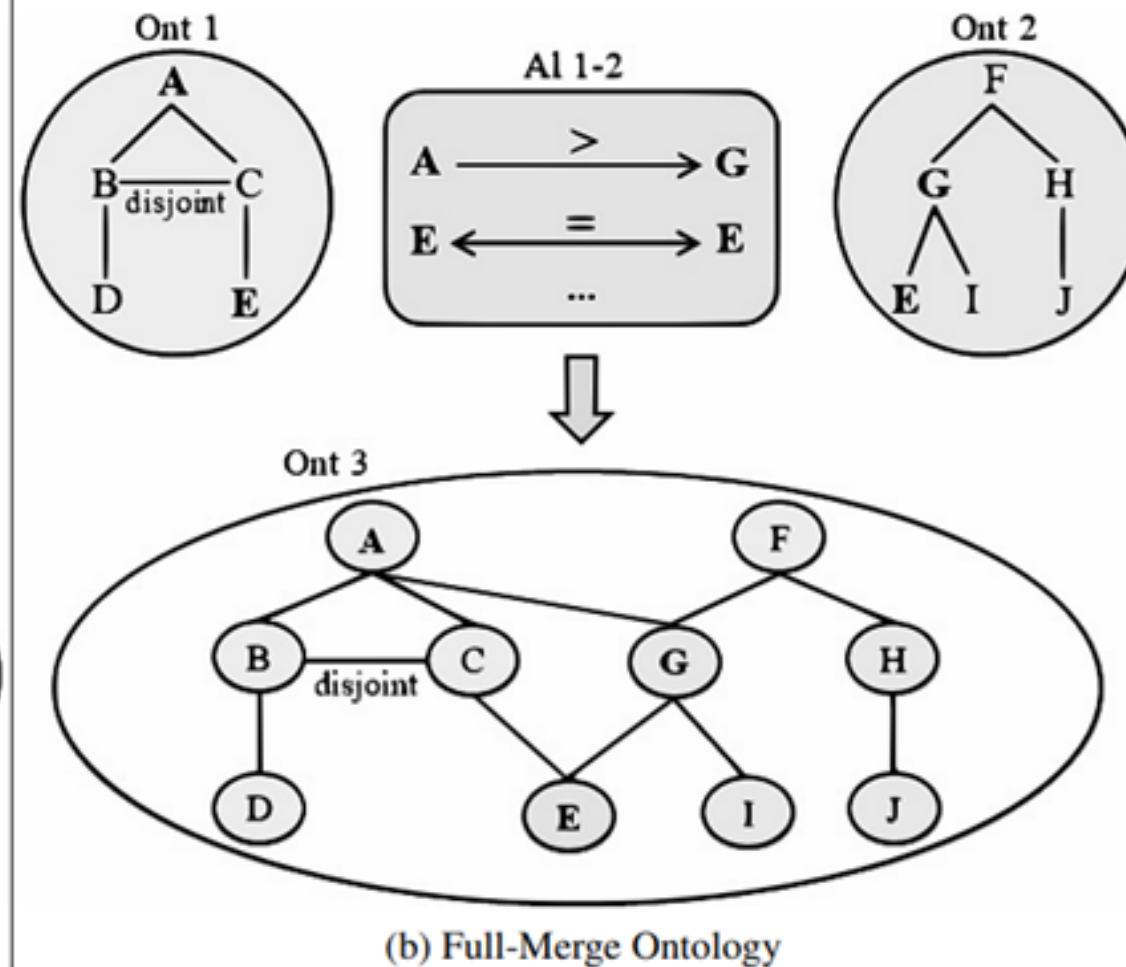 Ont 1
A
B C
disjoint
D E
Al 1-2
A > G
E = E
...
Ont 2
F
G H
E I J
Ont 3
A F
B C G H
disjoint
D E I J
(b) Full-Merge Ontology